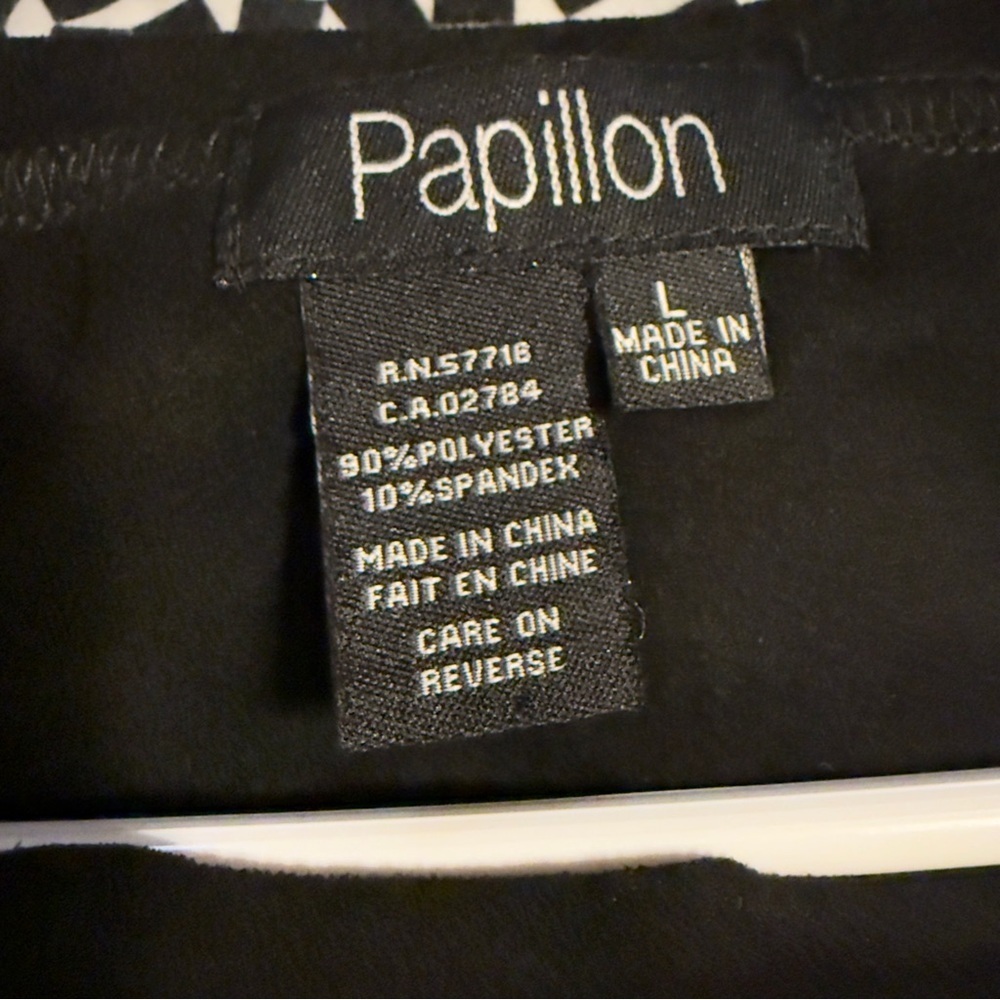 Papillon
L
MADE IN
CHINA
R.N.57716
C.A.02784
90%POLYESTER
10%SPANDEX
MADE IN CHINA
FAIT EN CHINE
CARE ON
REVERSE